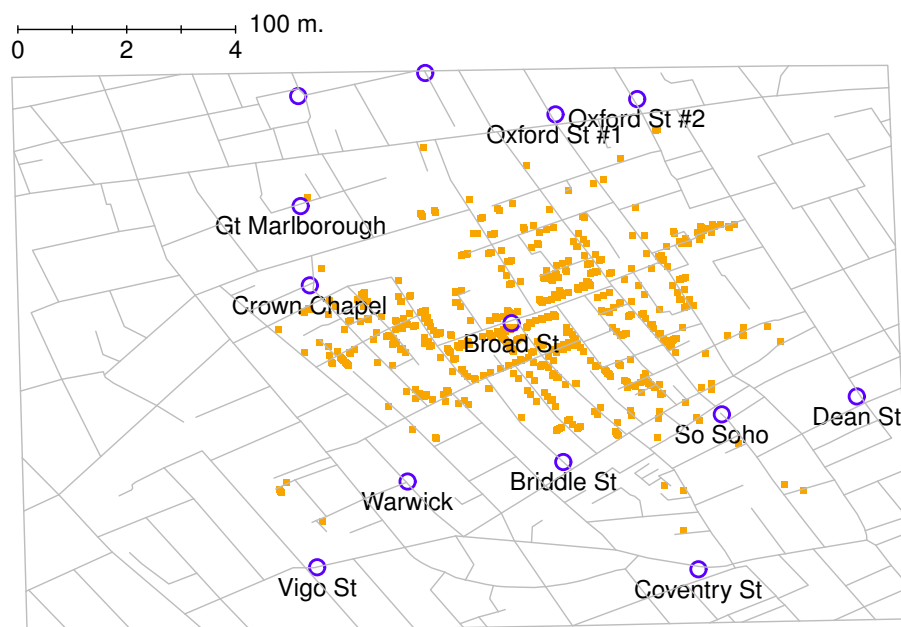 100 m.
0 2 4
Oxford St #2
Oxford St #1
Gt Marlborough
Crown Chapel
Broad St
Dean St
So Soho
Briddle St
Warwick
Vigo St
Coventry St